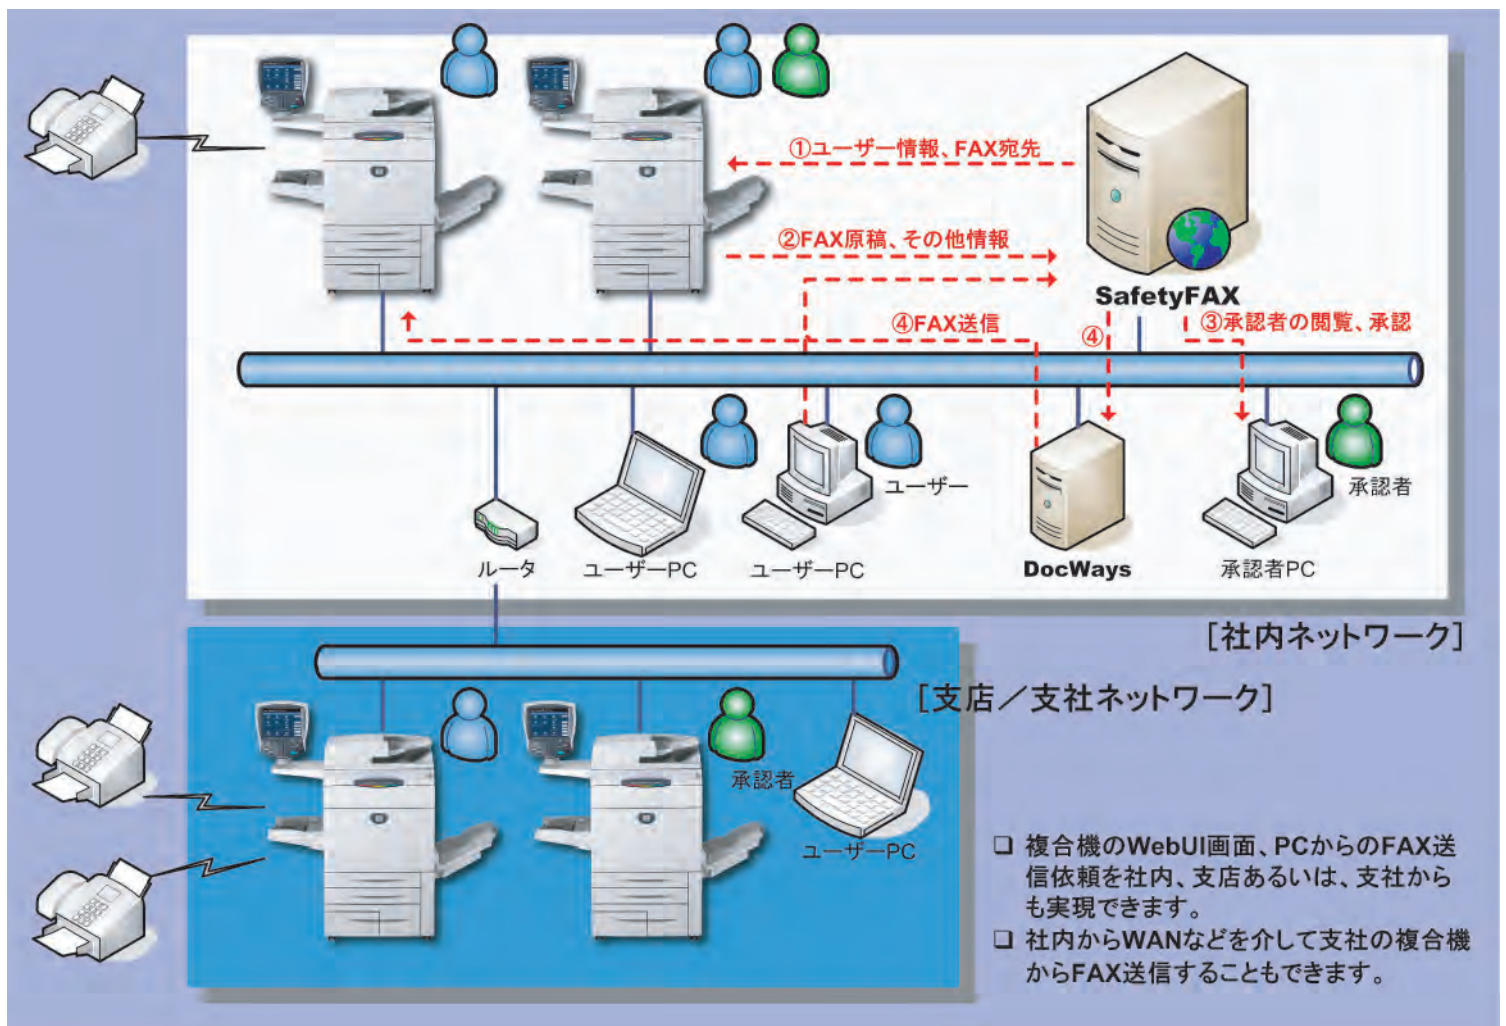 ①ユーザー情報、FAX宛先
②FAX原稿、その他情報
SafetyFAX
④FAX送信
④
③承認者の閲覧、承認
ユーザー
承認者
ルータ
ユーザーPC
ユーザーPC
DocWays
承認者PC
［社内ネットワーク］
［支店／支社ネットワーク］
承認者
ユーザーPC
❑ 複合機のWebUI画面、PCからのFAX送
信依頼を社内、支店あるいは、支社から
も実現できます。
❑ 社内からWANなどを介して支社の複合機
からFAX送信することもできます。